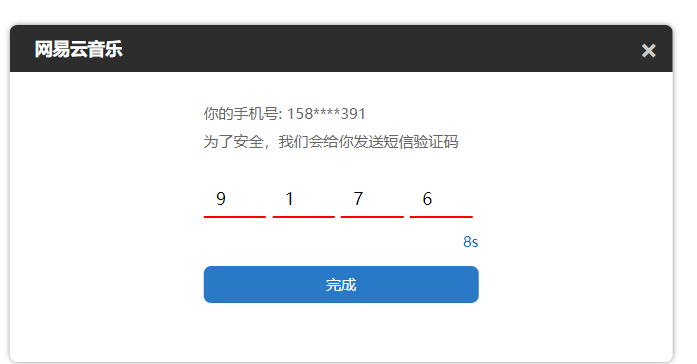 网易云音乐 ×
你的手机号: 158****391
为了安全，我们会给你发送短信验证码
9 1 7 6
8s
完成